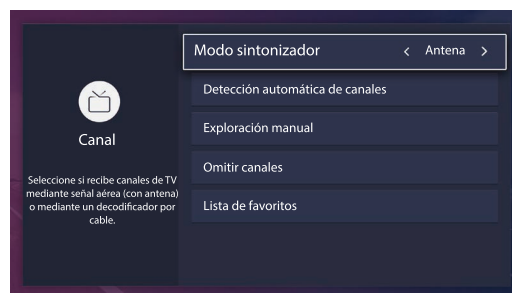 Canal
Seleccione si recibe canales de TV
mediante señal aérea (con antena)
o mediante un decodificador por
cable.
Modo sintonizador < Antena >
Detección automática de canales
Exploración manual
Omitir canales
Lista de favoritos